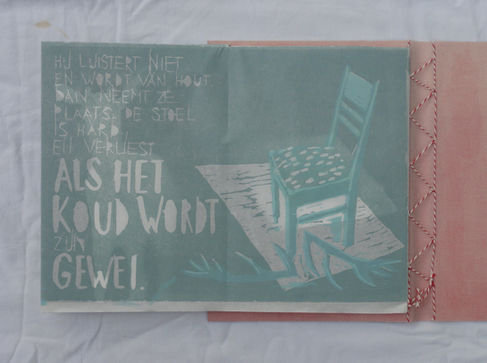 HIJ LUISTERT NIET
EN WORDT VAN HOUT.
DAN NEEMT ZE
PLAATS. DE STOEL
IS HARD,
EN VERLIEST
ALS HET
KOUD WORDT
ZIJN
GEWEI.